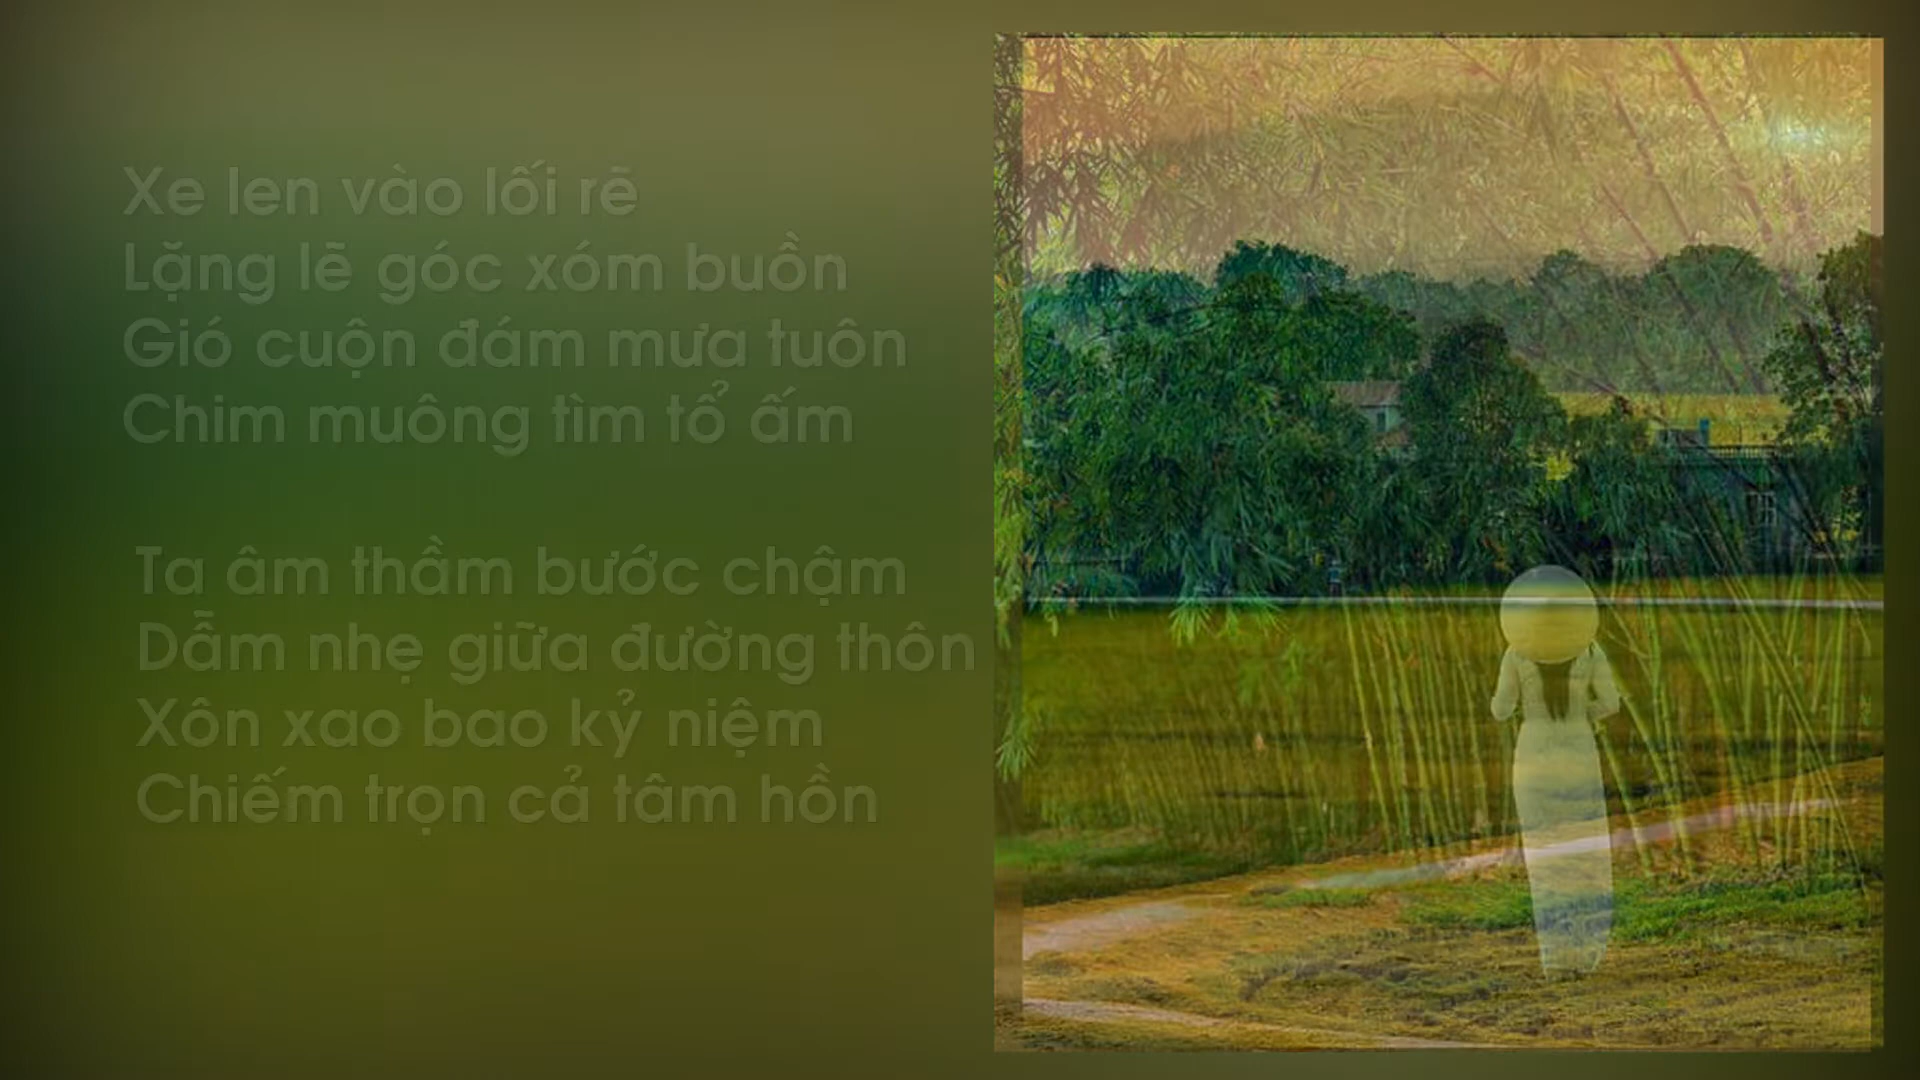 Xe len vào lối rẽ
Lặng lẽ góc xóm buồn
Gió cuộn đám mưa tuôn
Chim muông tìm tổ ấm
Ta âm thầm bước chậm
Dẫm nhẹ giữa đường thôn
Xôn xao bao kỷ niệm
Chiếm trọn cả tâm hồn